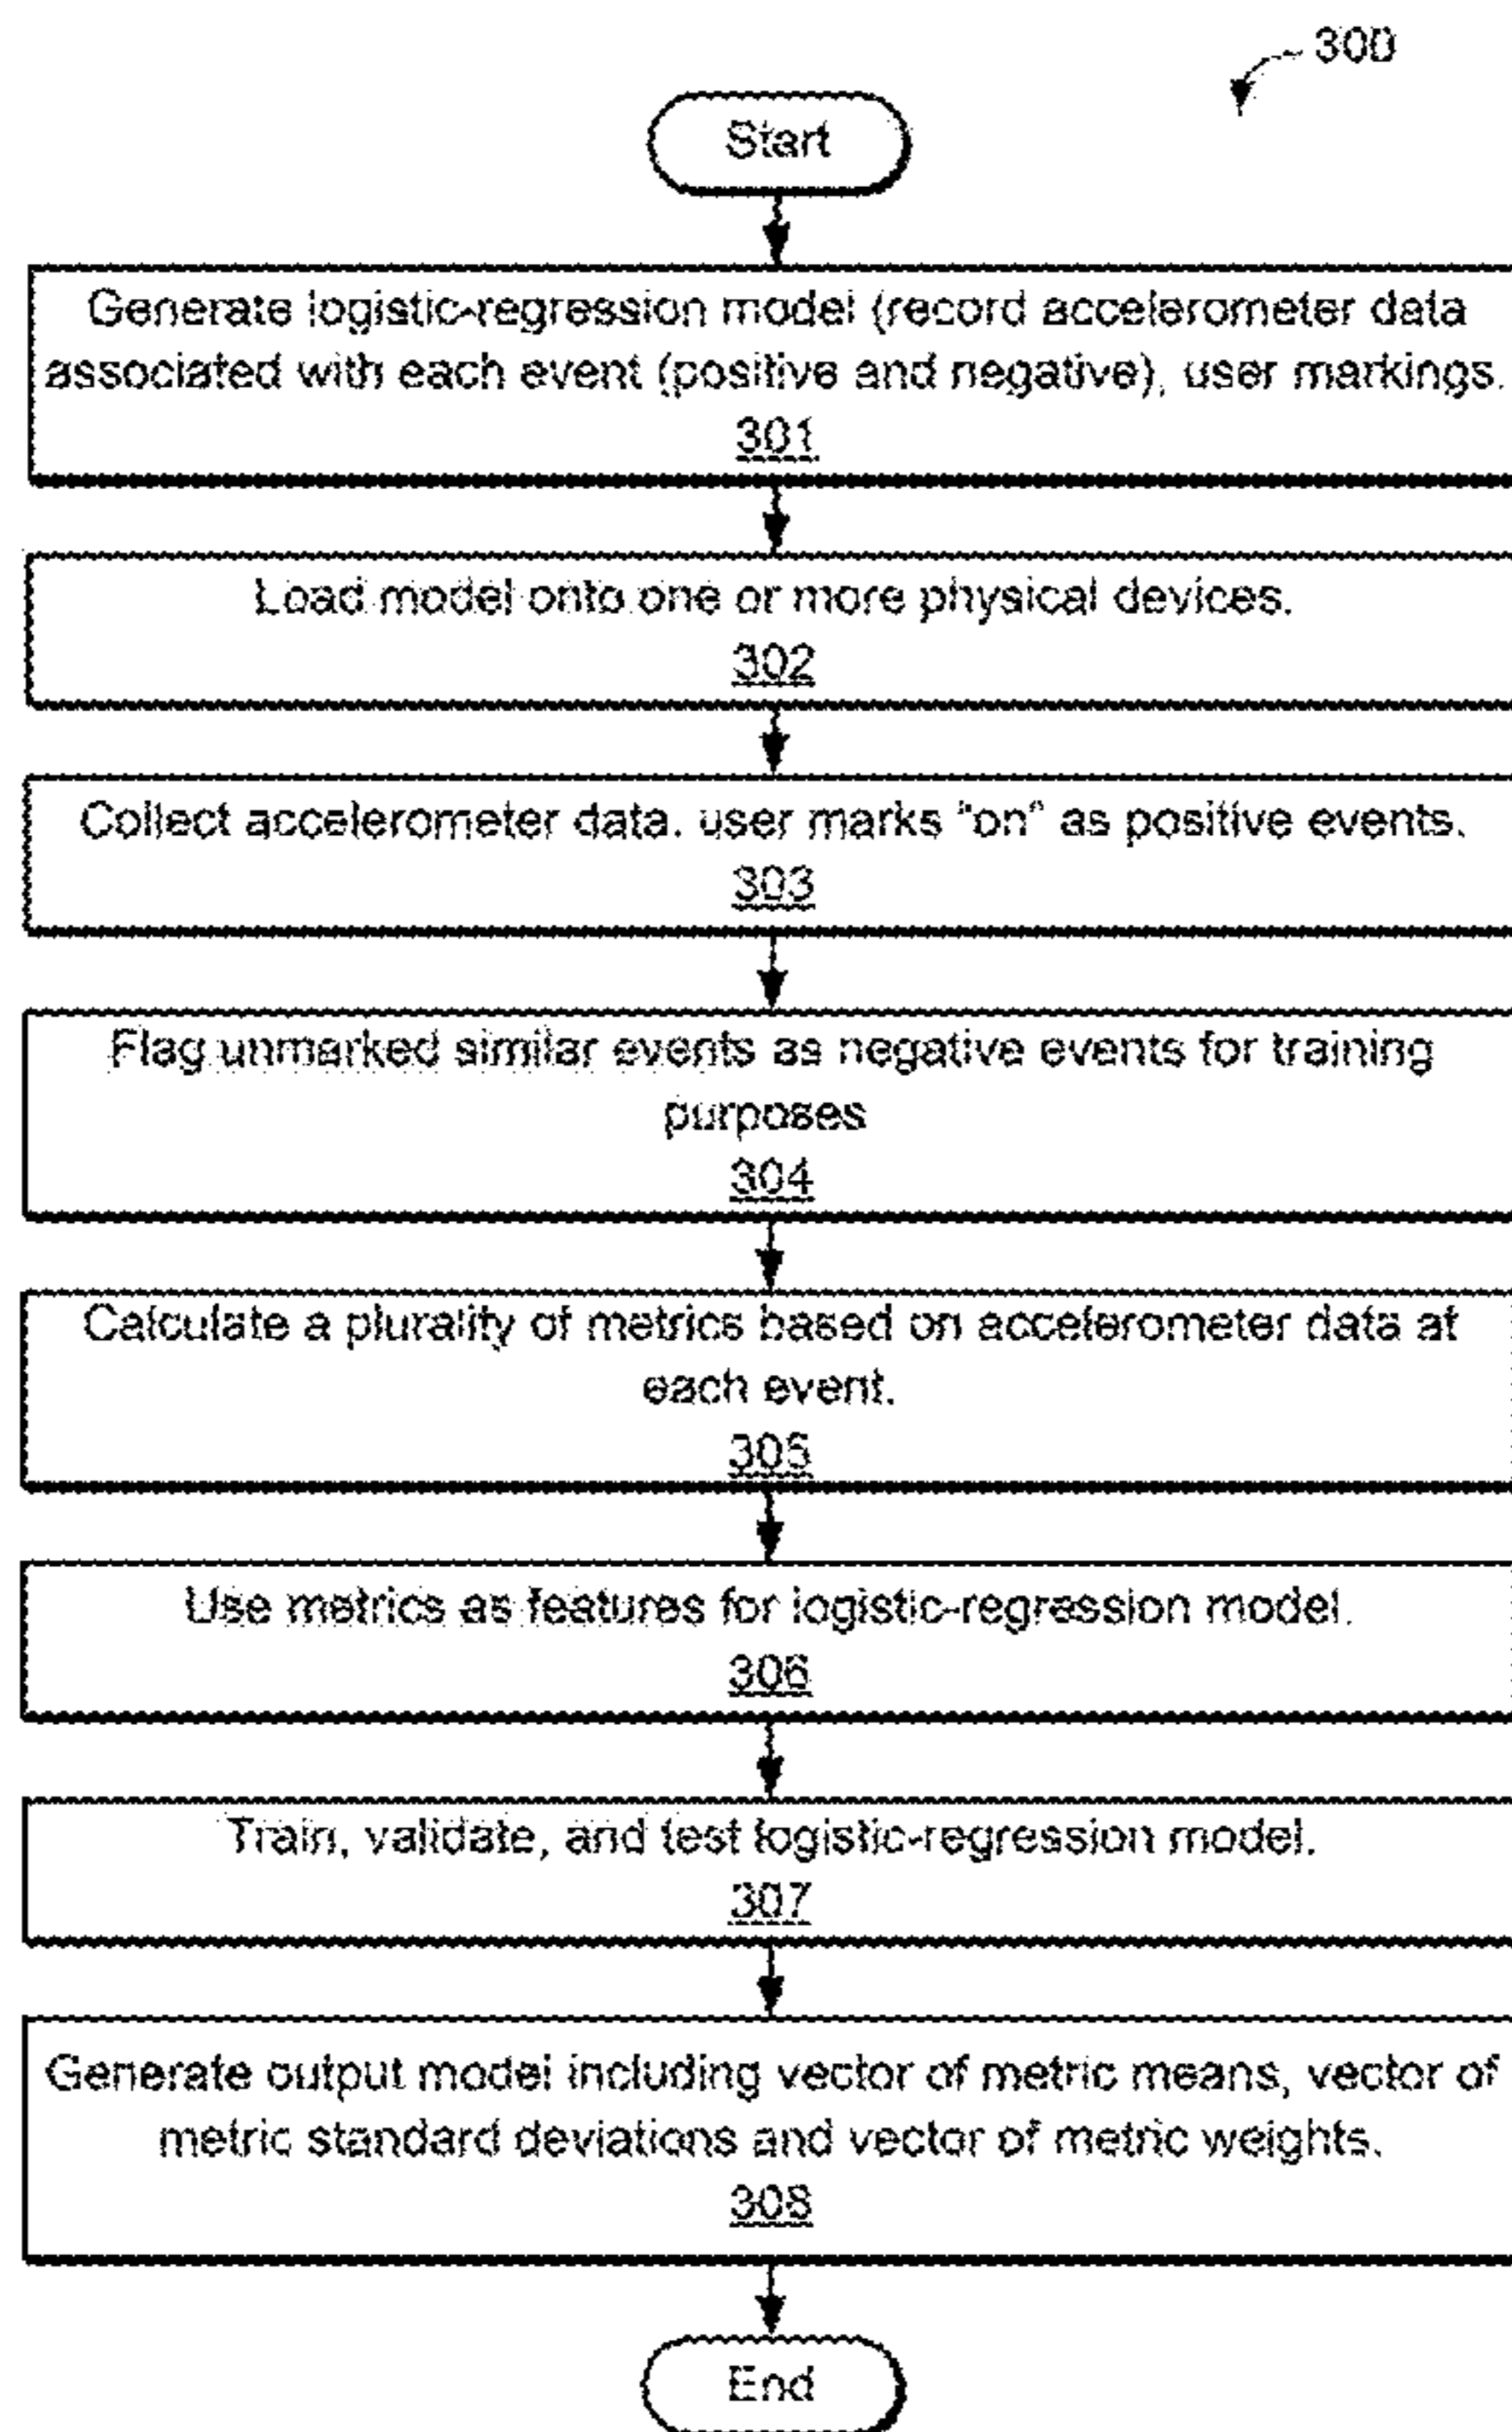 300
Start
Generate logistic-regression model (record accelerometer data
associated with each event (positive and negative), user markings.
301
Load model onto one or more physical devices.
302
Collect accelerometer data. user marks "on" as positive events.
303
Flag unmarked similar events as negative events for training
purposes
304
Calculate a plurality of metrics based on accelerometer data at
each event.
305
Use metrics as features for logistic-regression model.
306
Train, validate, and test logistic-regression model.
307
Generate output model including vector of metric means, vector of
metric standard deviations and vector of metric weights.
308
End